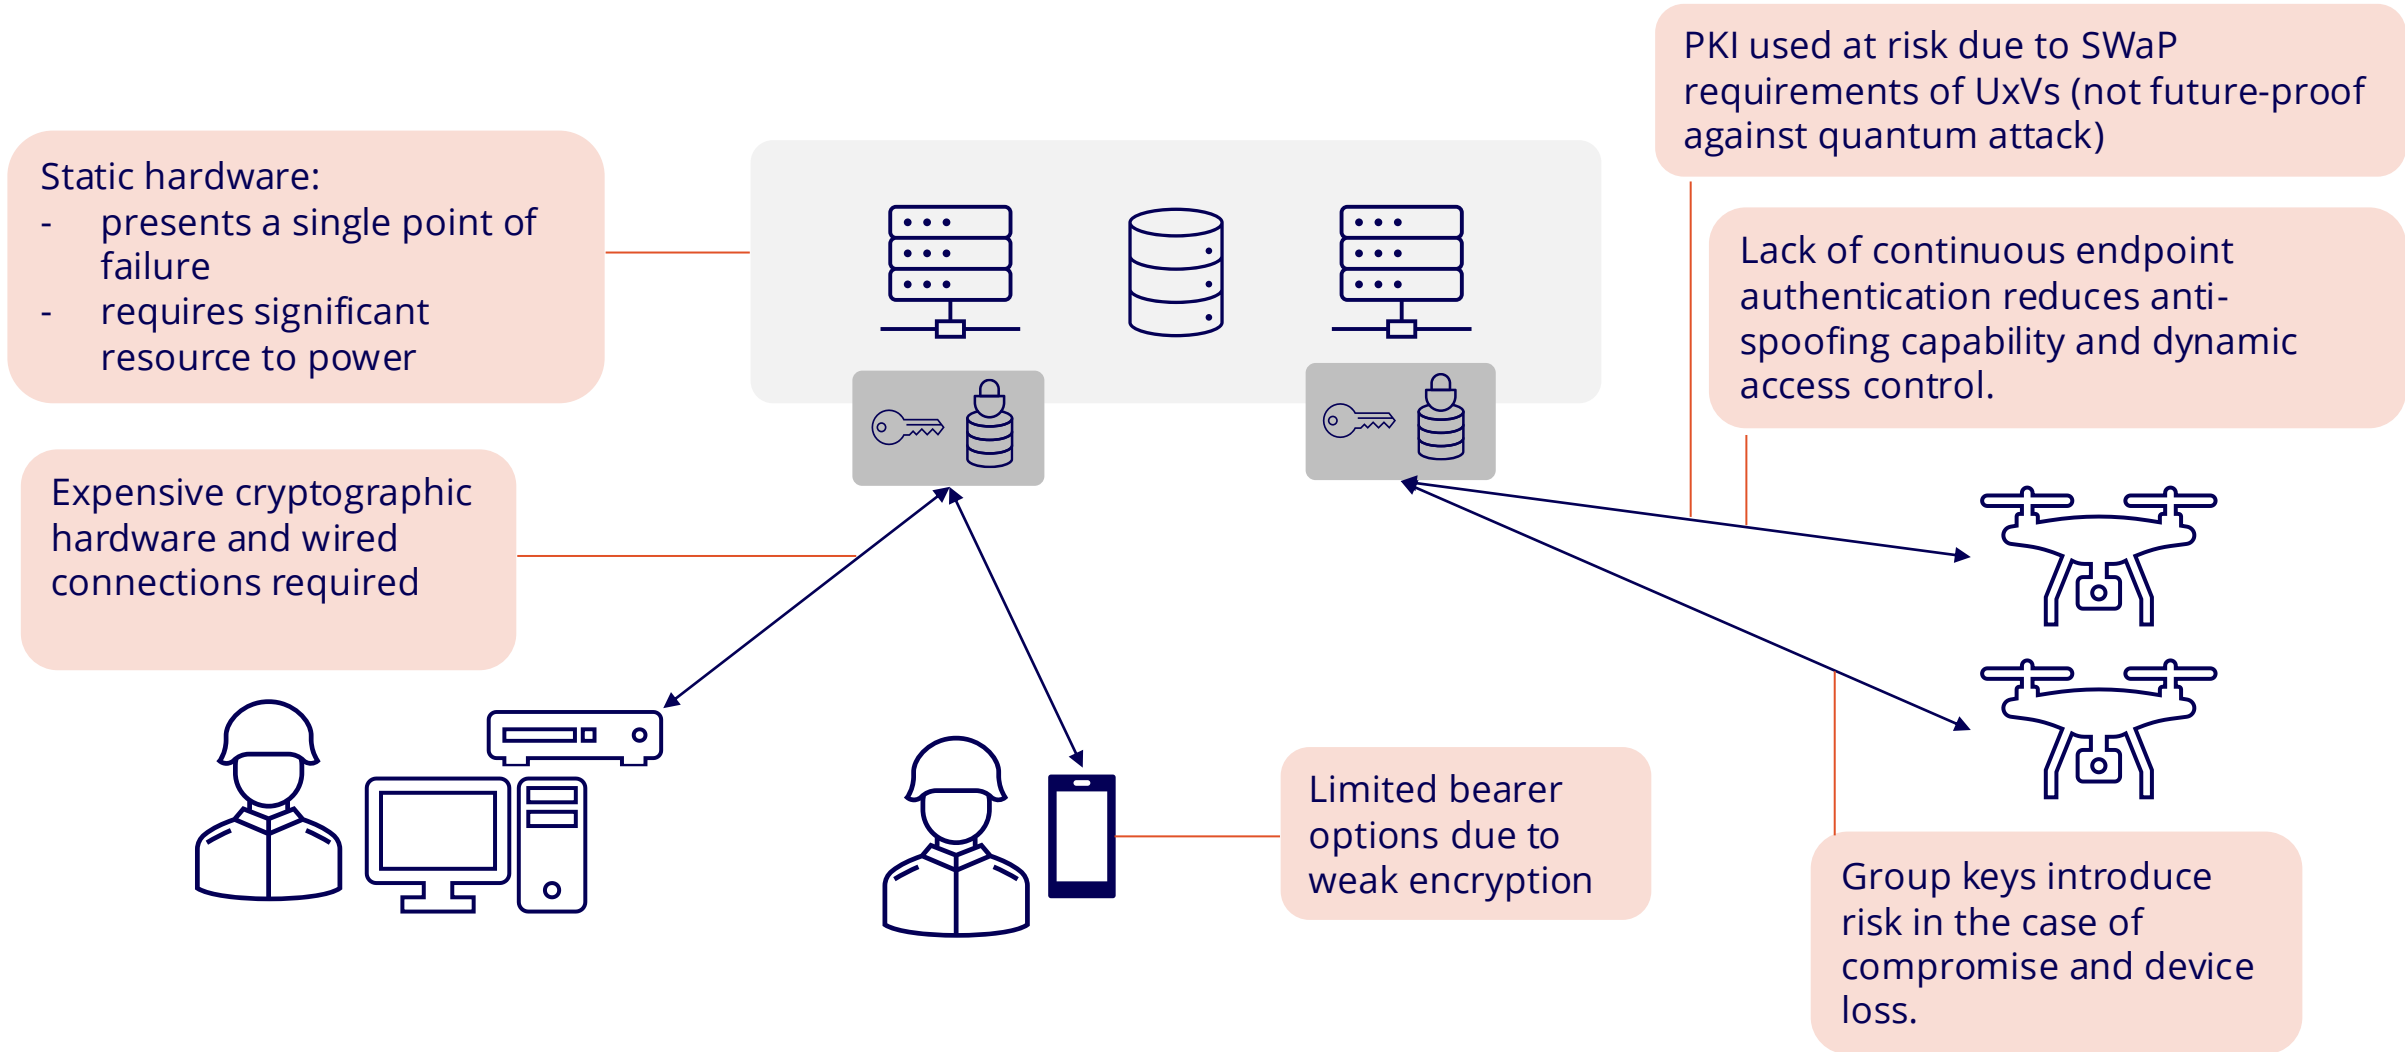 PKI used at risk due to SWaP
requirements of UxVs (not future-proof
against quantum attack)
Static hardware:
- presents a single point of
failure
- requires significant
resource to power
Lack of continuous endpoint
authentication reduces anti-
spoofing capability and dynamic
access control.
Expensive cryptographic
hardware and wired
connections required
Limited bearer
options due to
weak encryption
Group keys introduce
risk in the case of
compromise and device
loss.